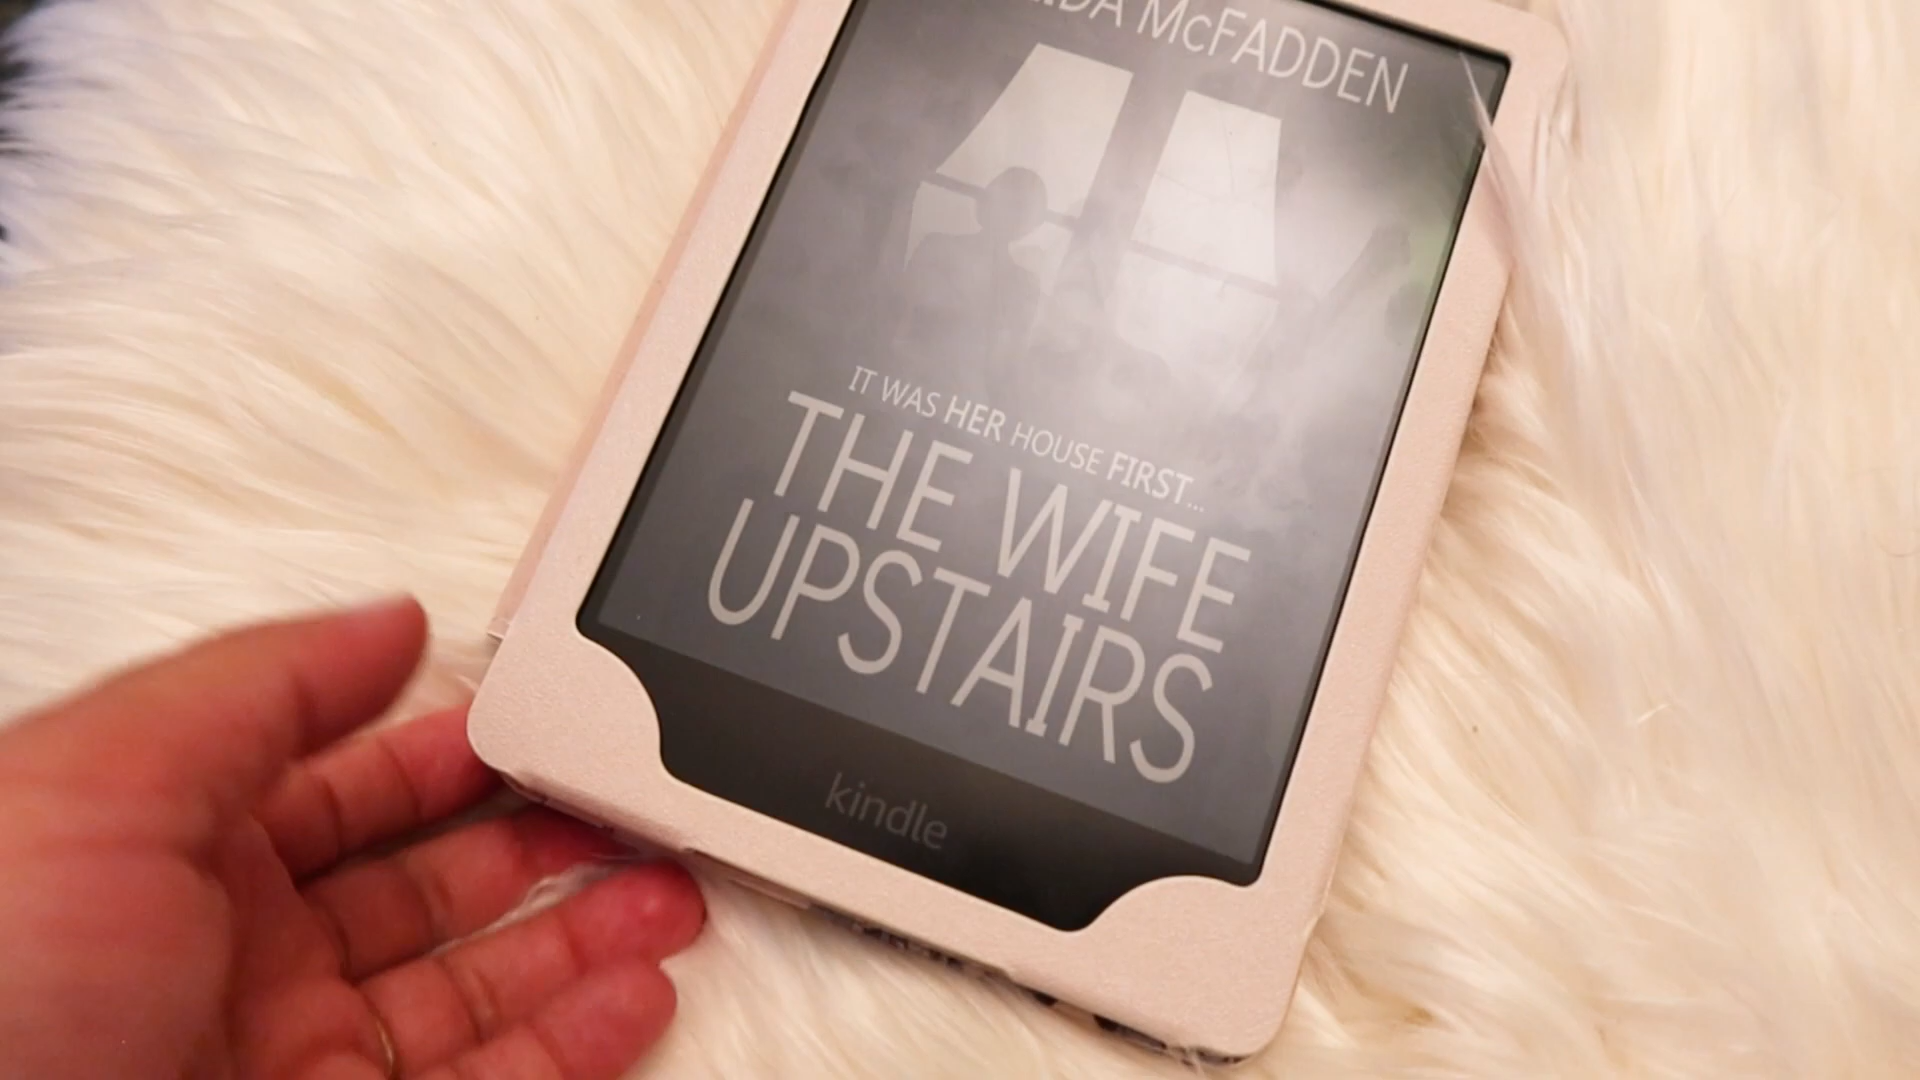 McFADDEN
IT WAS HER HOUSE FIRST...
THE WIFE
UPSTAIRS
kindle